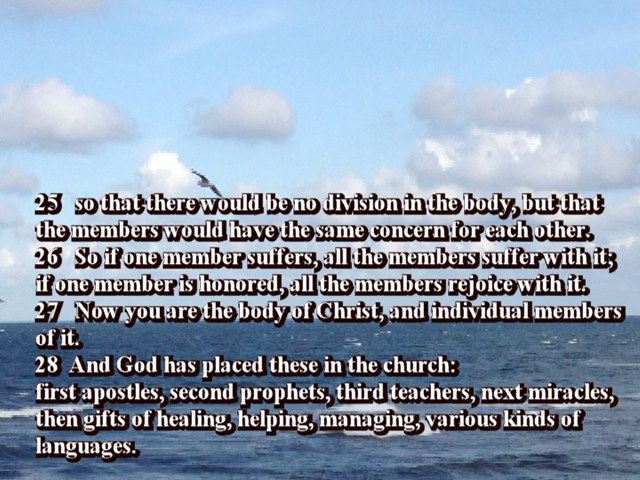 25 so that there would be no division in the body, but that
the members would have the same concern for each other.
26 So if one member suffers, all the members suffer with it;
if one member is honored, all the members rejoice with it.
27 Now you are the body of Christ, and individual members
of it.
28 And God has placed these in the church:
first apostles, second prophets, third teachers, next miracles,
then gifts of healing, helping, managing, various kinds of
languages.